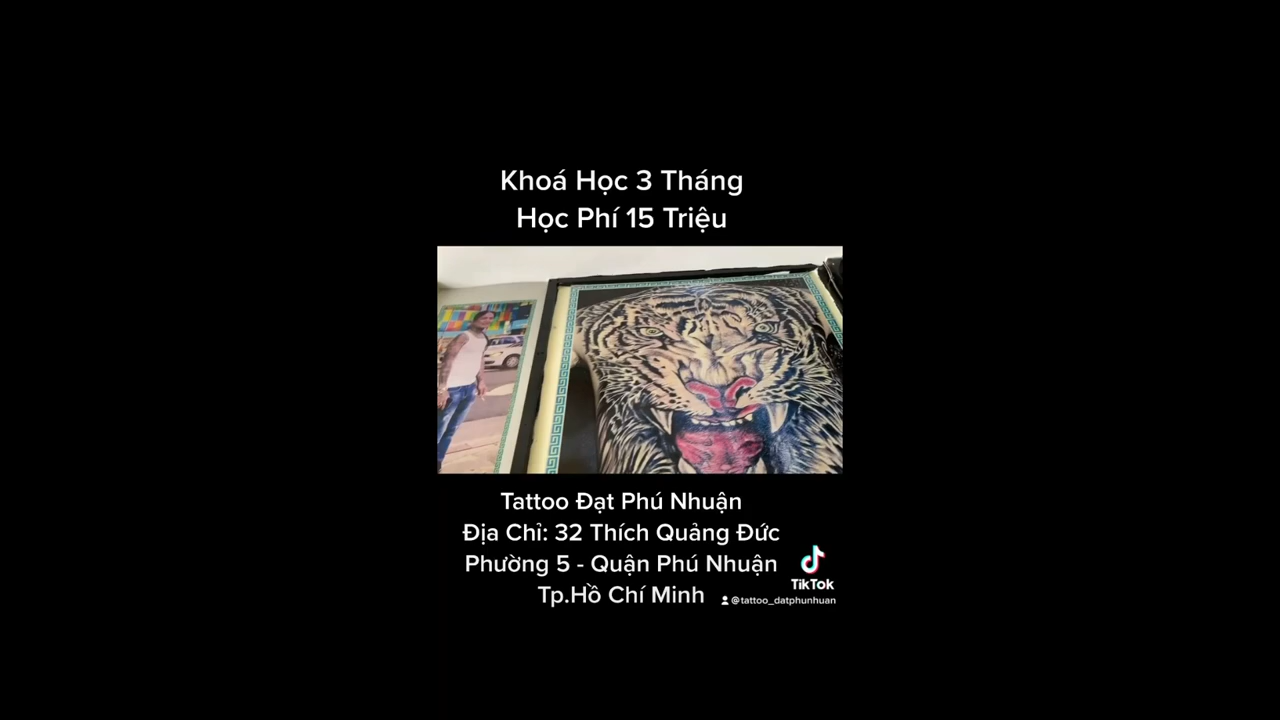 Khoá Học 3 Tháng
Học Phí 15 Triệu
Tattoo Đạt Phú Nhuận
Địa Chỉ: 32 Thích Quảng Đức
Phường 5 - Quận Phú Nhuận
Tp.Hồ Chí Minh
TikTok
@tattoo_datphunhuan